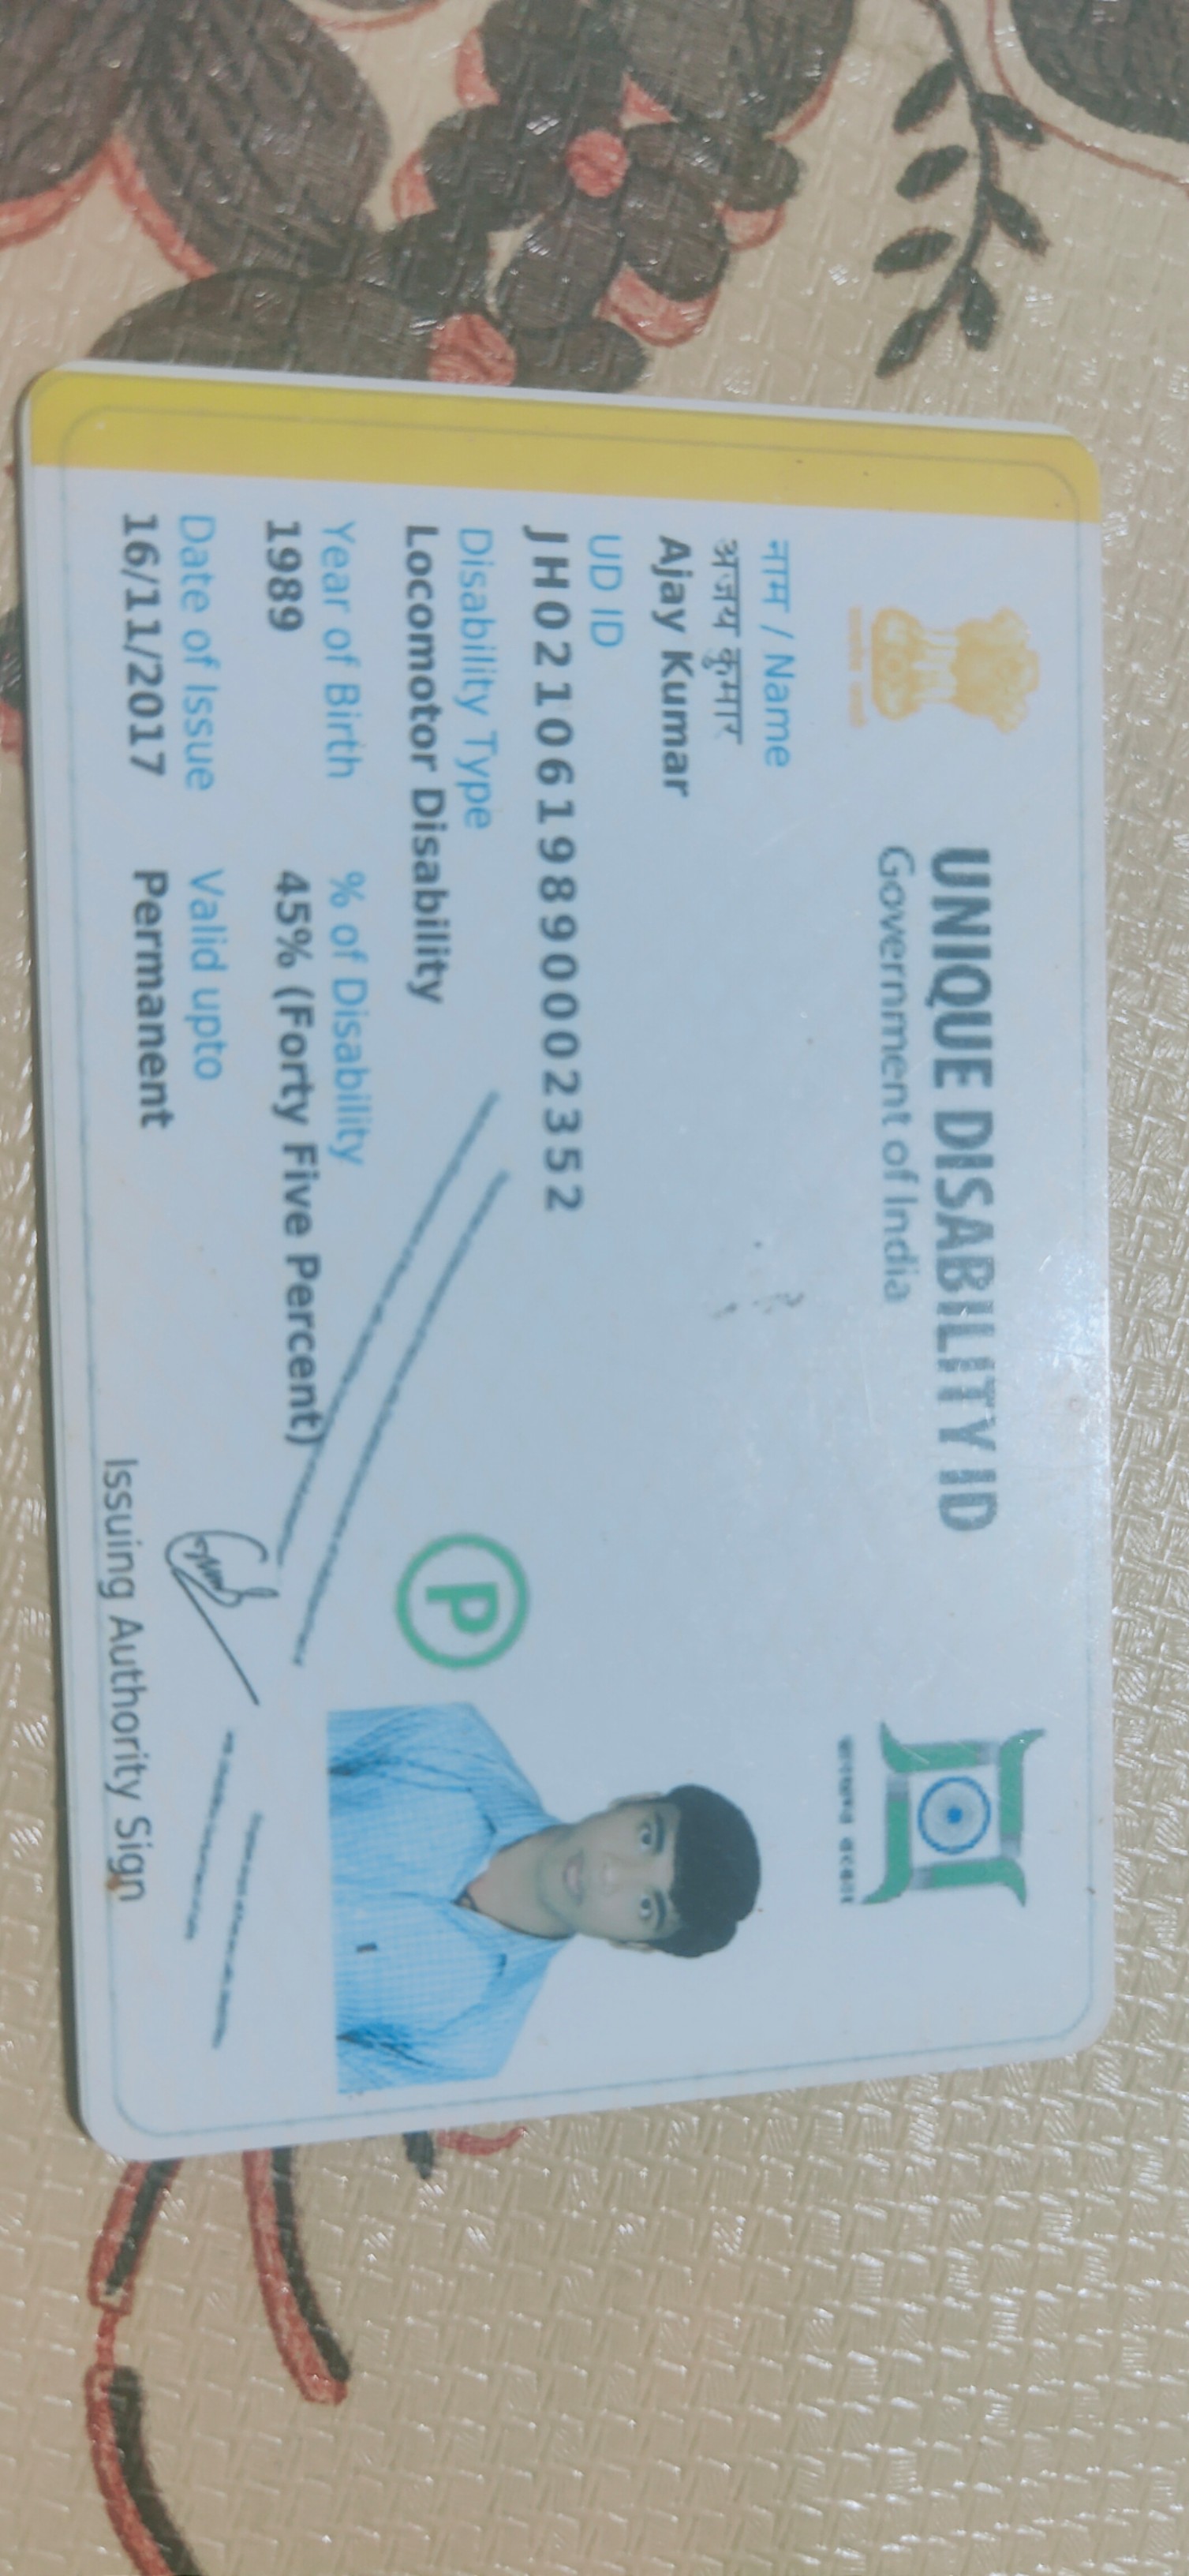 UNIQUE DISABILITY ID
Government of India
नाम / Name
अजय कुमार
Ajay Kumar
UD ID
JH0210619890002352
Disability Type
Locomotor Disability
Year of Birth % of Disability
1989 45% (Forty Five Percent)
Date of Issue Valid upto
16/11/2017 Permanent
P
Issuing Authority Sign